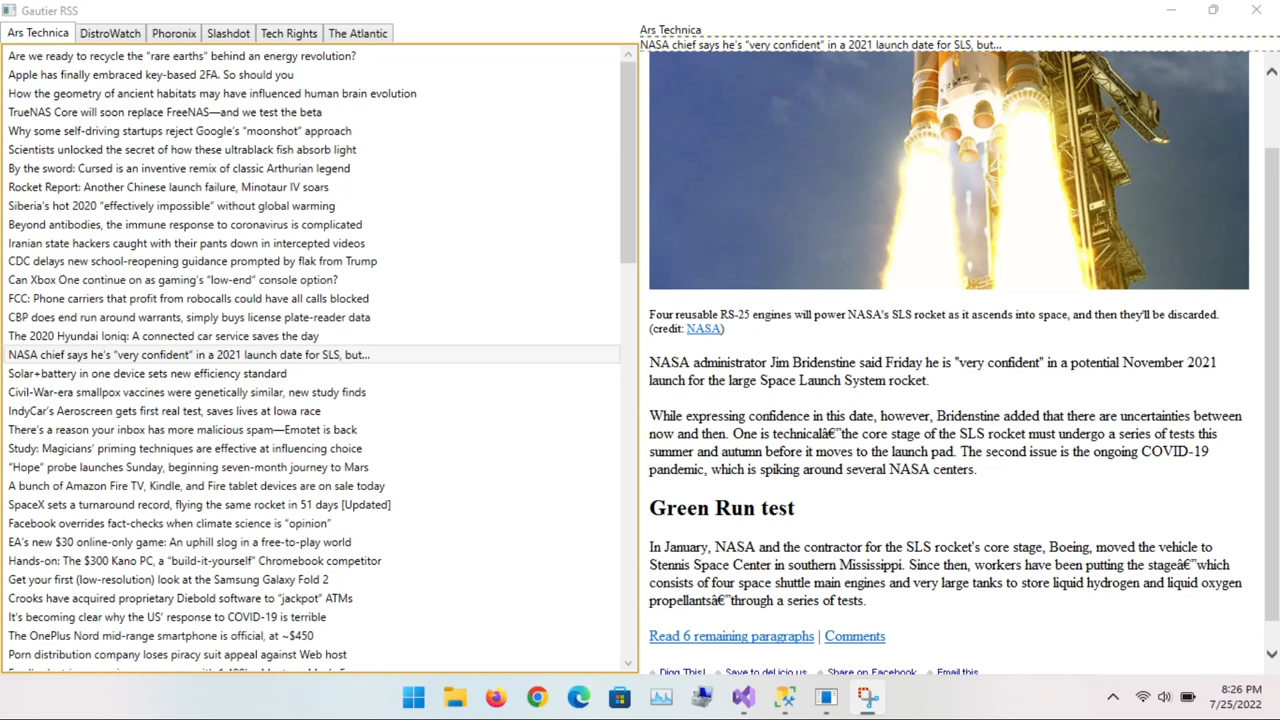 Gautier RSS
Ars Technica
DistroWatch
Phoronix
Slashdot
Tech Rights
The Atlantic
Are we ready to recycle the “rare earths” behind an energy revolution?
Apple has finally embraced key-based 2FA. So should you
How the geometry of ancient habitats may have influenced human brain evolution
TrueNAS Core will soon replace FreeNAS—and we test the beta
Why some self-driving startups reject Google’s “moonshot” approach
Scientists unlocked the secret of how these ultrablack fish absorb light
By the sword: Cursed is an inventive remix of classic Arthurian legend
Rocket Report: Another Chinese launch failure, Minotaur IV soars
Siberia’s hot 2020 “effectively impossible” without global warming
Beyond antibodies, the immune response to coronavirus is complicated
Iranian state hackers caught with their pants down in intercepted videos
CDC delays new school-reopening guidance prompted by flak from Trump
Can Xbox One continue on as gaming’s “low-end” console option?
FCC: Phone carriers that profit from robocalls could have all calls blocked
CBP does end run around warrants, simply buys license plate-reader data
The 2020 Hyundai Ioniq: A connected car service saves the day
NASA chief says he’s “very confident” in a 2021 launch date for SLS, but…
Solar+battery in one device sets new efficiency standard
Civil-War-era smallpox vaccines were genetically similar, new study finds
IndyCar’s Aeroscreen gets first real test, saves lives at Iowa race
There’s a reason your inbox has more malicious spam—Emotet is back
Study: Magicians’ priming techniques are effective at influencing choice
“Hope” probe launches Sunday, beginning seven-month journey to Mars
A bunch of Amazon Fire TV, Kindle, and Fire tablet devices are on sale today
SpaceX sets a turnaround record, flying the same rocket in 51 days [Updated]
Facebook overrides fact-checks when climate science is “opinion”
EA’s new $30 online-only game: An uphill slog in a free-to-play world
Hands-on: The $300 Kano PC, a “build-it-yourself” Chromebook competitor
Get your first (low-resolution) look at the Samsung Galaxy Fold 2
Crooks have acquired proprietary Diebold software to “jackpot” ATMs
It’s becoming clear why the US’ response to COVID-19 is terrible
The OnePlus Nord mid-range smartphone is official, at ~$450
Porn distribution company loses piracy suit appeal against Web host
Ars Technica
NASA chief says he’s “very confident” in a 2021 launch date for SLS, but…
Four reusable RS-25 engines will power NASA's SLS rocket as it ascends into space, and then they'll be discarded.
(credit: NASA)
NASA administrator Jim Bridenstine said Friday he is "very confident" in a potential November 2021
launch for the large Space Launch System rocket.
While expressing confidence in this date, however, Bridenstine added that there are uncertainties between
now and then. One is technicalâ€”the core stage of the SLS rocket must undergo a series of tests this
summer and autumn before it moves to the launch pad. The second issue is the ongoing COVID-19
pandemic, which is spiking around several NASA centers.
Green Run test
In January, NASA and the contractor for the SLS rocket's core stage, Boeing, moved the vehicle to
Stennis Space Center in southern Mississippi. Since then, workers have been putting the stageâ€”which
consists of four space shuttle main engines and very large tanks to store liquid hydrogen and liquid oxygen
propellantsâ€”through a series of tests.
Read 6 remaining paragraphs | Comments
Digg This! Save to del.icio.us Share on Facebook Email this
8:26 PM
7/25/2022